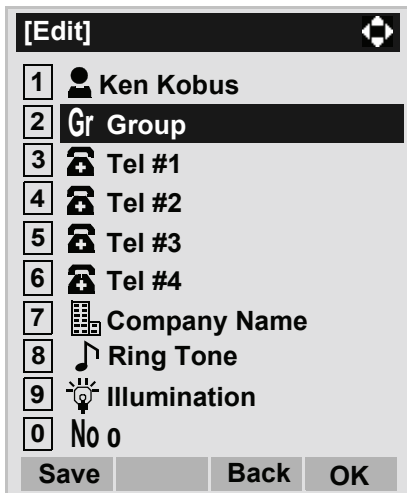 [Edit]
1 Ken Kobus
2 Gr Group
3 Tel #1
4 Tel #2
5 Tel #3
6 Tel #4
7 Company Name
8 Ring Tone
9 Illumination
0 No 0
Save Back OK